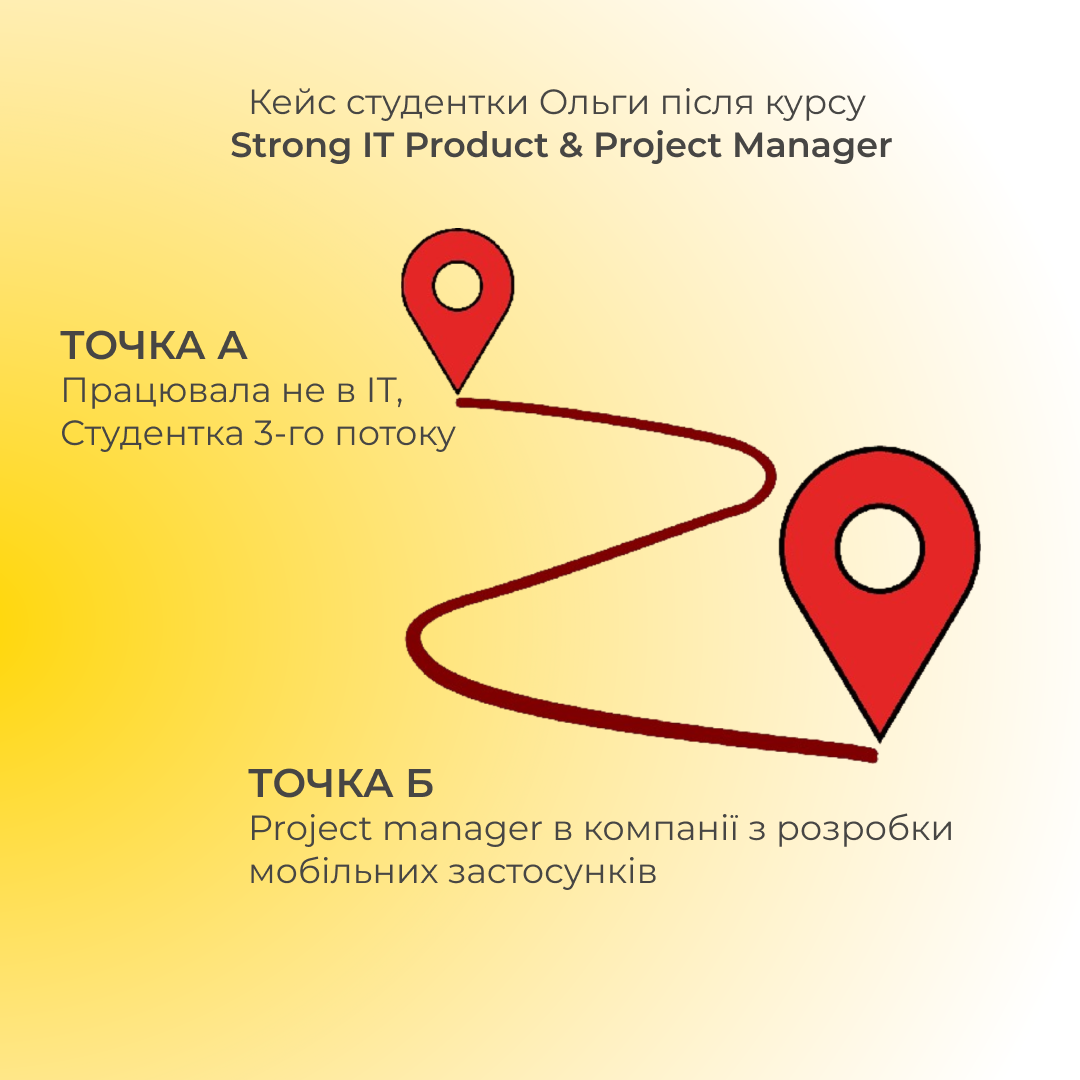 Кейс студентки Ольги після курсу
Strong IT Product & Project Manager
ТОЧКА А
Працювала не в ІТ,
Студентка 3-го потоку
ТОЧКА Б
Project manager в компанії з розробки
мобільних застосунків